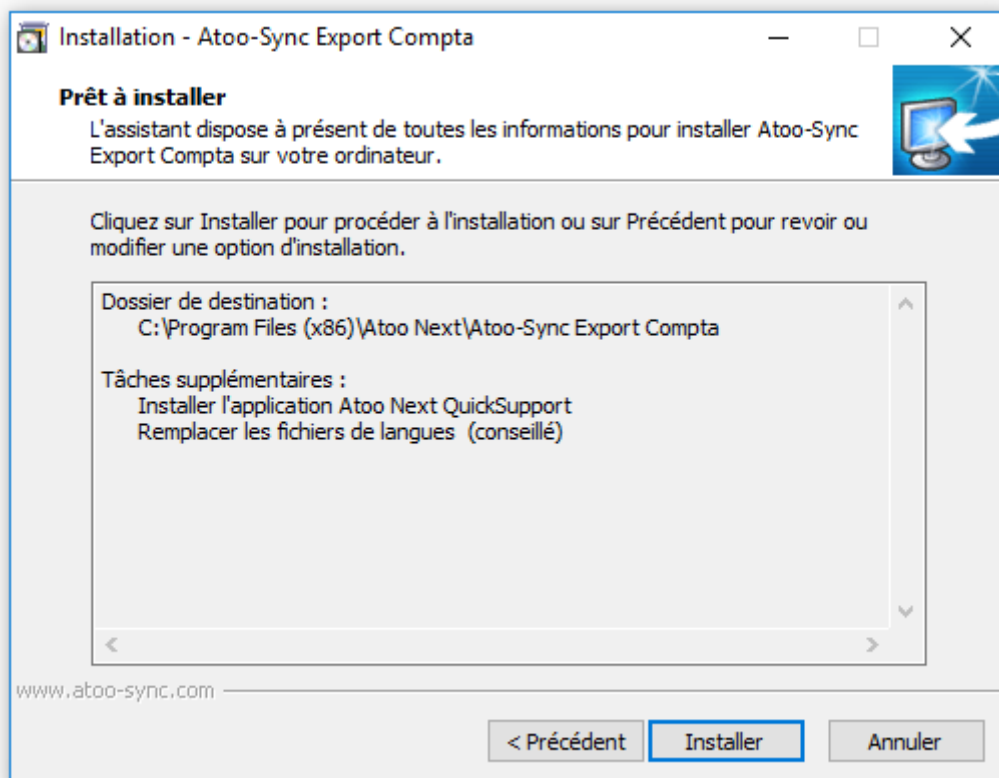 Installation - Atoo-Sync Export Compta
Prêt à installer
L'assistant dispose à présent de toutes les informations pour installer Atoo-Sync
Export Compta sur votre ordinateur.
Cliquez sur Installer pour procéder à l'installation ou sur Précédent pour revoir ou
modifier une option d'installation.
Dossier de destination :
C:\Program Files (x86)\Atoo Next\Atoo-Sync Export Compta
Tâches supplémentaires :
Installer l'application Atoo Next QuickSupport
Remplacer les fichiers de langues  (conseillé)
www.atoo-sync.com
< Précédent
Installer
Annuler